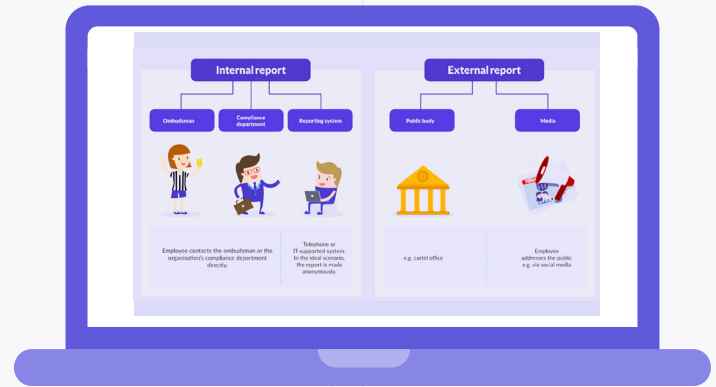 Internal report
External report
Ombudsman
Compliance
department
Reporting system
Public body
Media
Employee contacts the ombudsman or the
organisation's compliance department
directly.
Telephone or
IT-supported system.
In the ideal scenario,
the report is made
anonymously.
e.g. cartel office
Employee
addresses the public
e.g. via social media